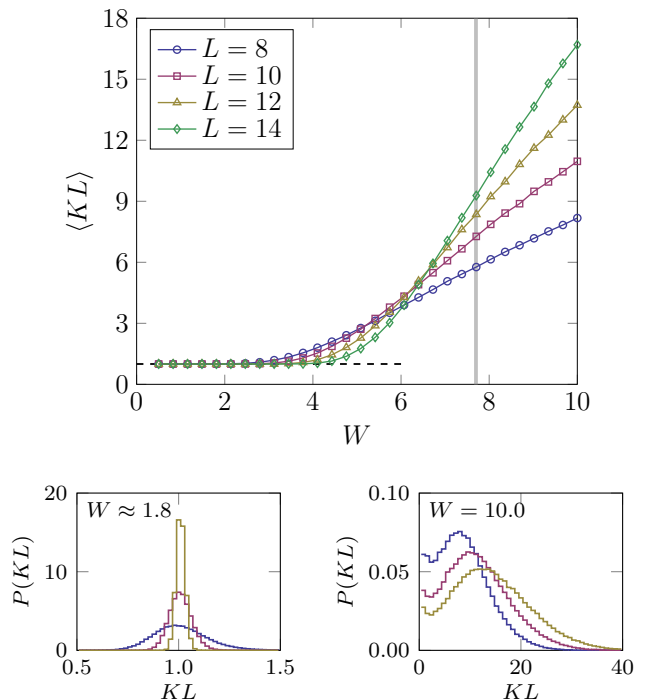 ⟨KL⟩
18
15
12
9
6
3
0
L = 8
L = 10
L = 12
L = 14
0 2 4 6 8 10
W
P(KL)
20
10
0
W ≈ 1.8
0.5 1.0 1.5
KL
P(KL)
0.10
0.05
0.00
W = 10.0
0 20 40
KL